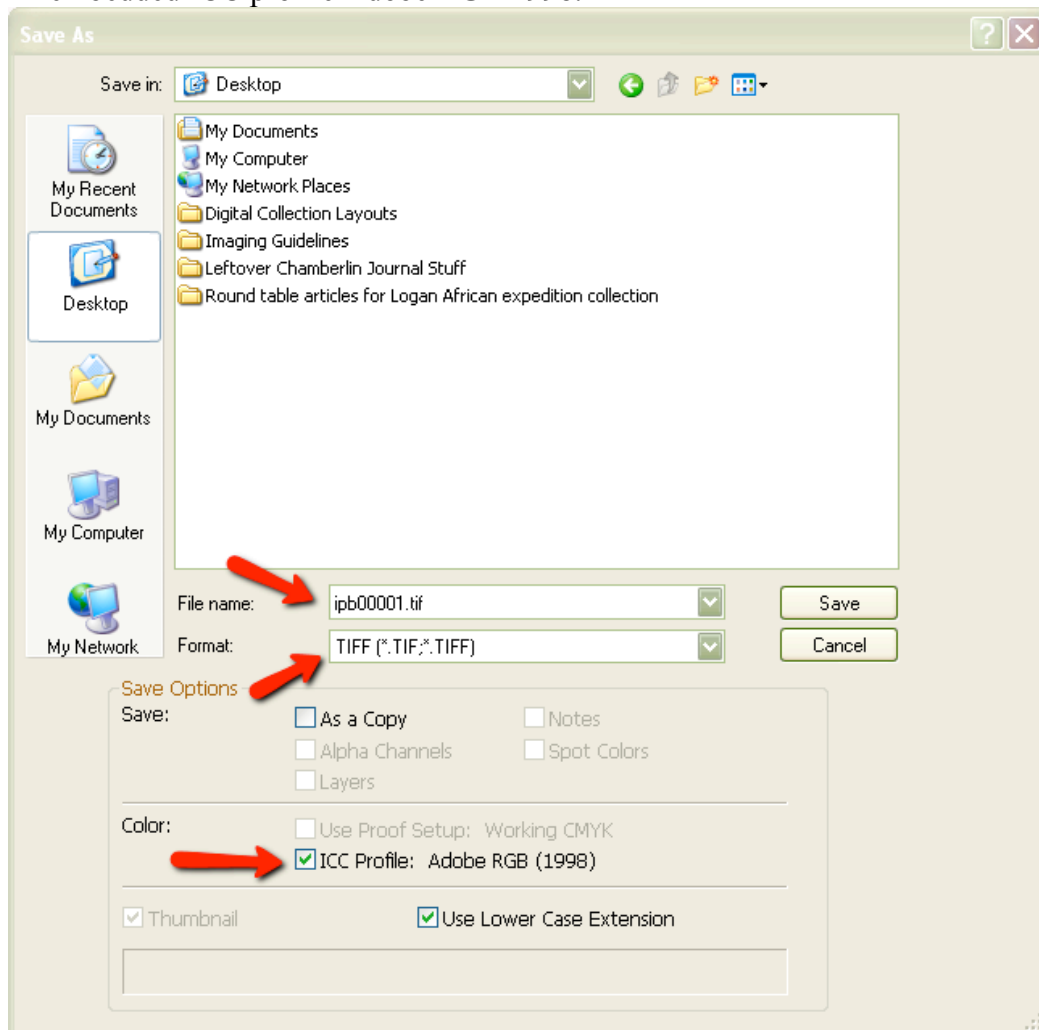 Save As
Save in: Desktop
My Documents
My Computer
My Network Places
Digital Collection Layouts
Imaging Guidelines
Leftover Chamberlin Journal Stuff
Round table articles for Logan African expedition collection
My Recent
Documents
Desktop
My Documents
My Computer
My Network
File name: ipb00001.tif Save
Format: TIFF (*.TIF;*.TIFF) Cancel
Save Options
Save: As a Copy Notes
Alpha Channels Spot Colors
Layers
Color: Use Proof Setup: Working CMYK
ICC Profile: Adobe RGB (1998)
Thumbnail Use Lower Case Extension